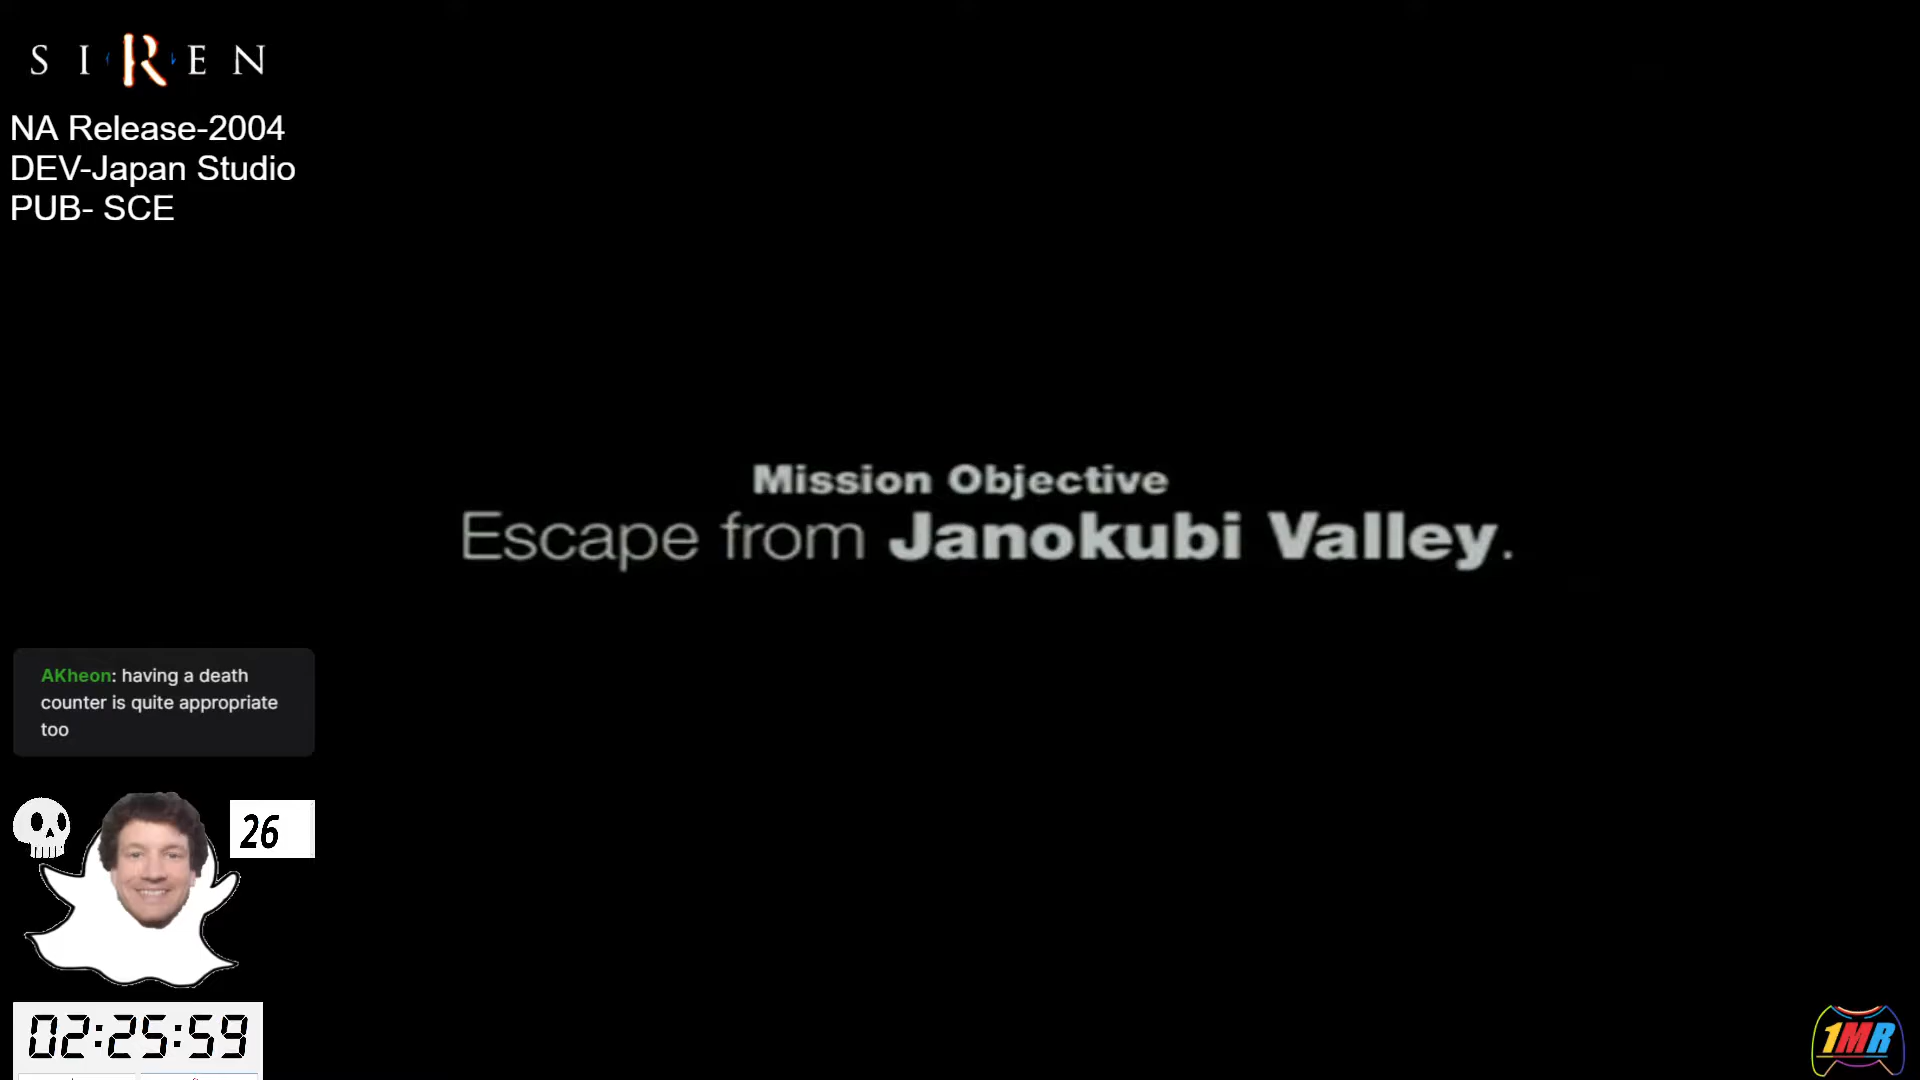 SIREN
NA Release-2004
DEV-Japan Studio
PUB- SCE
Mission Objective
Escape from Janokubi Valley.
AKheon: having a death
counter is quite appropriate
too
26
02:25:59
1MR